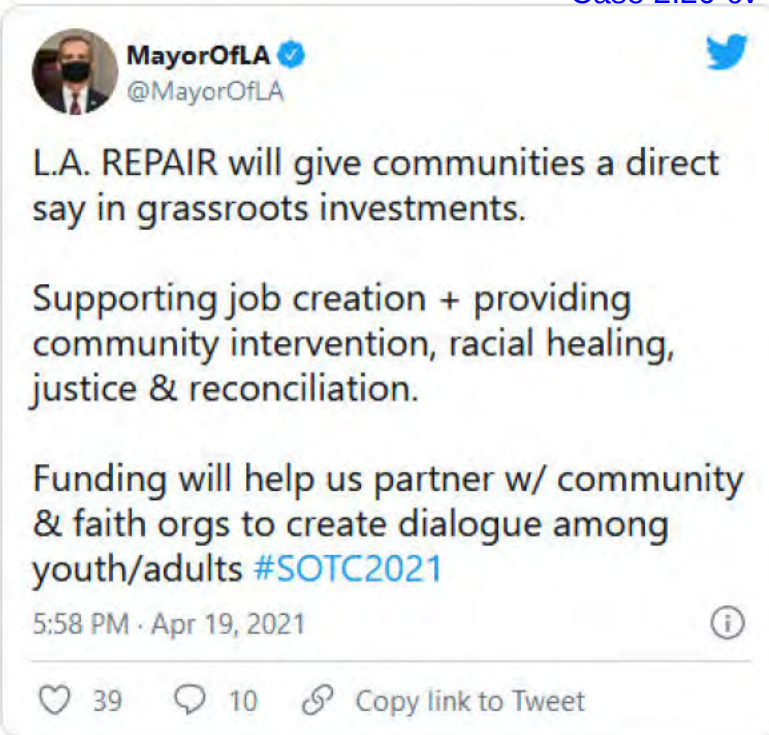 MayorOfLA
@MayorOfLA
L.A. REPAIR will give communities a direct
say in grassroots investments.
Supporting job creation + providing
community intervention, racial healing,
justice & reconciliation.
Funding will help us partner w/ community
& faith orgs to create dialogue among
youth/adults #SOTC2021
5:58 PM · Apr 19, 2021
39 10 Copy link to Tweet